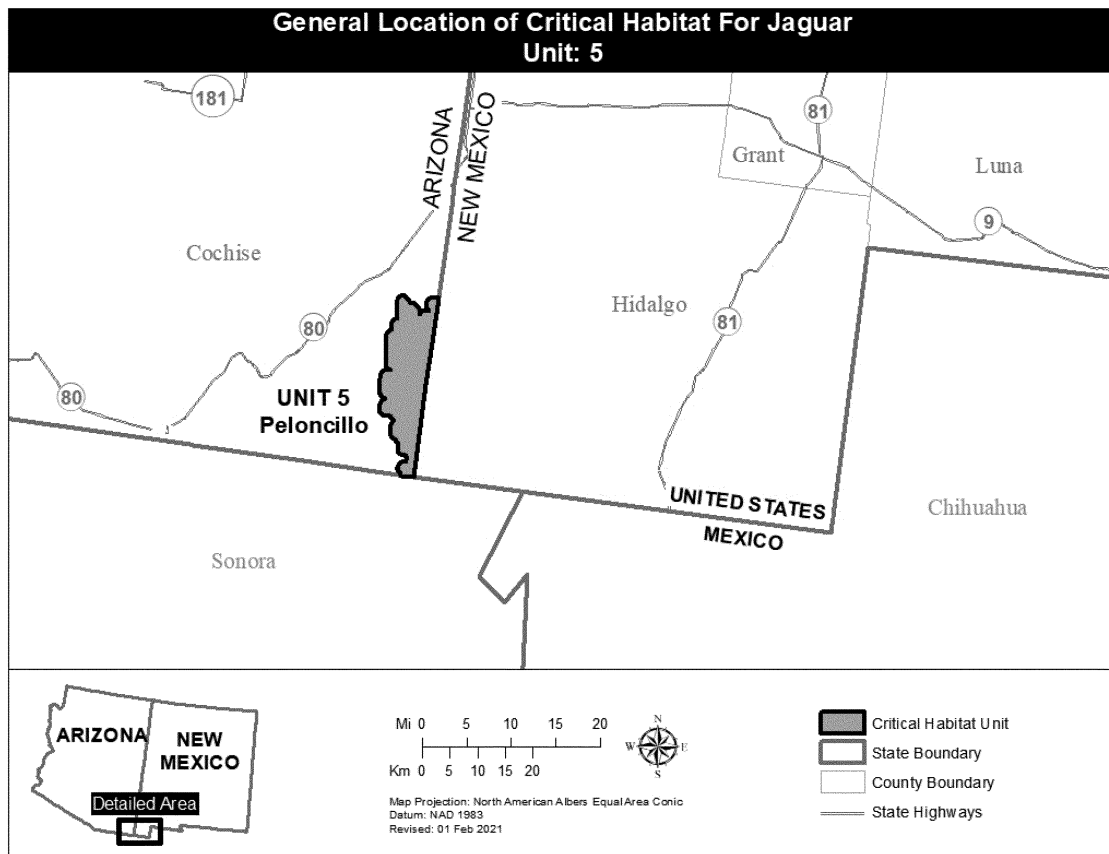 General Location of Critical Habitat For Jaguar
Unit: 5
181
ARIZONA
NEW MEXICO
81
Grant
Luna
9
Cochise
Hidalgo
80
81
80
UNIT 5
Peloncillo
UNITED STATES
MEXICO
Chihuahua
Sonora
ARIZONA
NEW
MEXICO
Detailed Area
Mi 0 5 10 15 20
Km 0 5 10 15 20
N
W E
S
Map Projection: North American Albers Equal Area Conic
Datum: NAD 1983
Revised: 01 Feb 2021
Critical Habitat Unit
State Boundary
County Boundary
State Highways